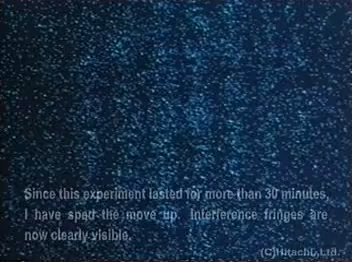 Since this experiment lasted for more than 30 minutes,
I have sped the move up. Interference fringes are
now clearly visible.
(C)Hitachi, Ltd.